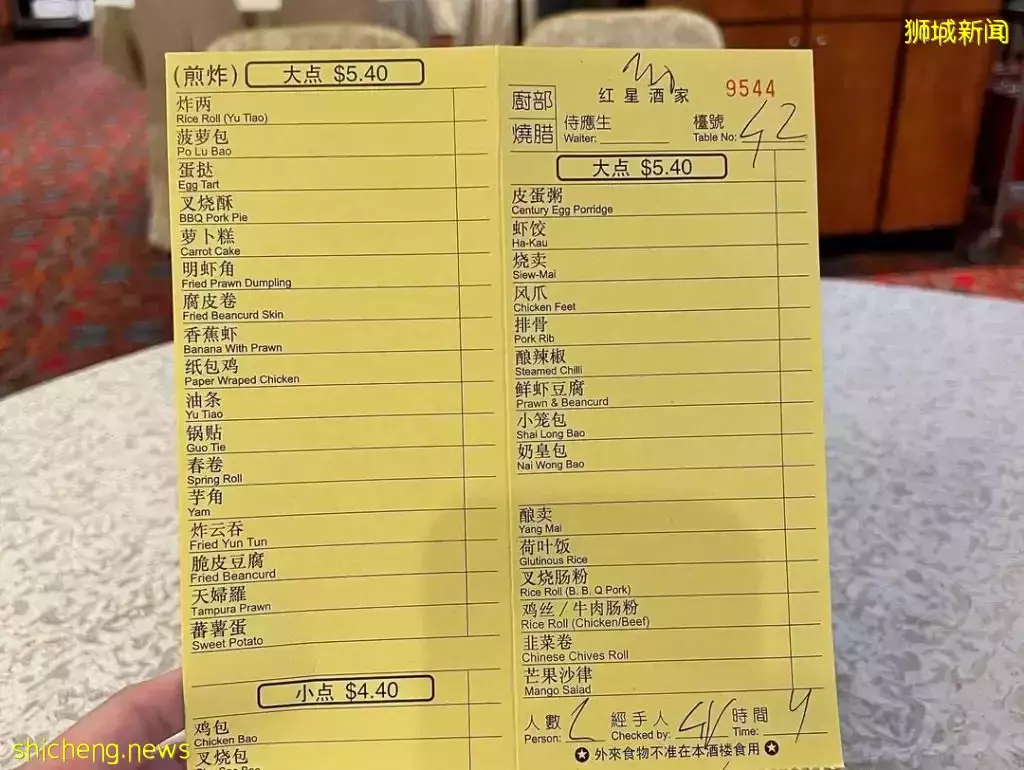 狮城新闻
(煎炸) 大点 $5.40
炸两
Rice Roll (Yu Tiao)
菠萝包
Po Lu Bao
蛋挞
Egg Tart
叉烧酥
BBQ Pork Pie
萝卜糕
Carrot Cake
明虾角
Fried Prawn Dumpling
腐皮卷
Fried Beancurd Skin
香蕉虾
Banana With Prawn
纸包鸡
Paper Wraped Chicken
油条
Yu Tiao
锅贴
Guo Tie
春卷
Spring Roll
芋角
Yam
炸云吞
Fried Yun Tun
脆皮豆腐
Fried Beancurd
天婦羅
Tampura Prawn
蕃薯蛋
Sweet Potato
小点 $4.40
鸡包
Chicken Bao
叉烧包
厨部
燒腊
红星酒家 9544
侍應生 檯號
Waiter: Table No: 42
大点 $5.40
皮蛋粥
Century Egg Porridge
虾饺
Ha-Kau
烧卖
Siew-Mai
风爪
Chicken Feet
排骨
Pork Rib
酿辣椒
Steamed Chilli
鲜虾豆腐
Prawn & Beancurd
小笼包
Shai Long Bao
奶皇包
Nai Wong Bao
酿卖
Yang Mai
荷叶饭
Glutinous Rice
叉烧肠粉
Rice Roll (B. B. Q Pork)
鸡丝 / 牛肉肠粉
Rice Roll (Chicken/Beef)
韭菜卷
Chinese Chives Roll
芒果沙律
Mango Salad
人數 經手人 時間
Person: Checked by: Time:
✪ 外來食物不准在本酒楼食用 ✪
shicheng.news